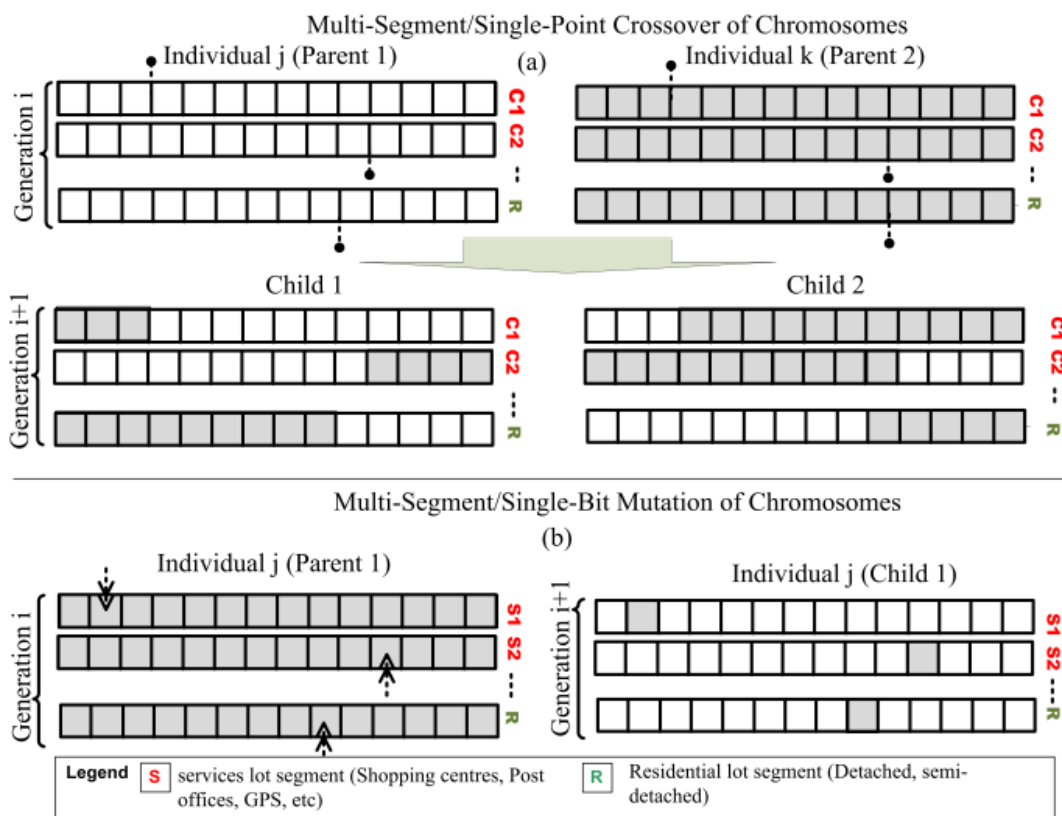 Multi-Segment/Single-Point Crossover of Chromosomes
Individual j (Parent 1)
(a)
Individual k (Parent 2)
Generation i
C1
C2
R
C1
C2
R
Child 1
Child 2
Generation i+1
C1
C2
R
C1
C2
R
Multi-Segment/Single-Bit Mutation of Chromosomes
(b)
Individual j (Parent 1)
Individual j (Child 1)
Generation i
S1
S2
R
Generation i+1
S1
S2
R
Legend
S
services lot segment (Shopping centres, Post
offices, GPS, etc)
R
Residential lot segment (Detached, semi-
detached)